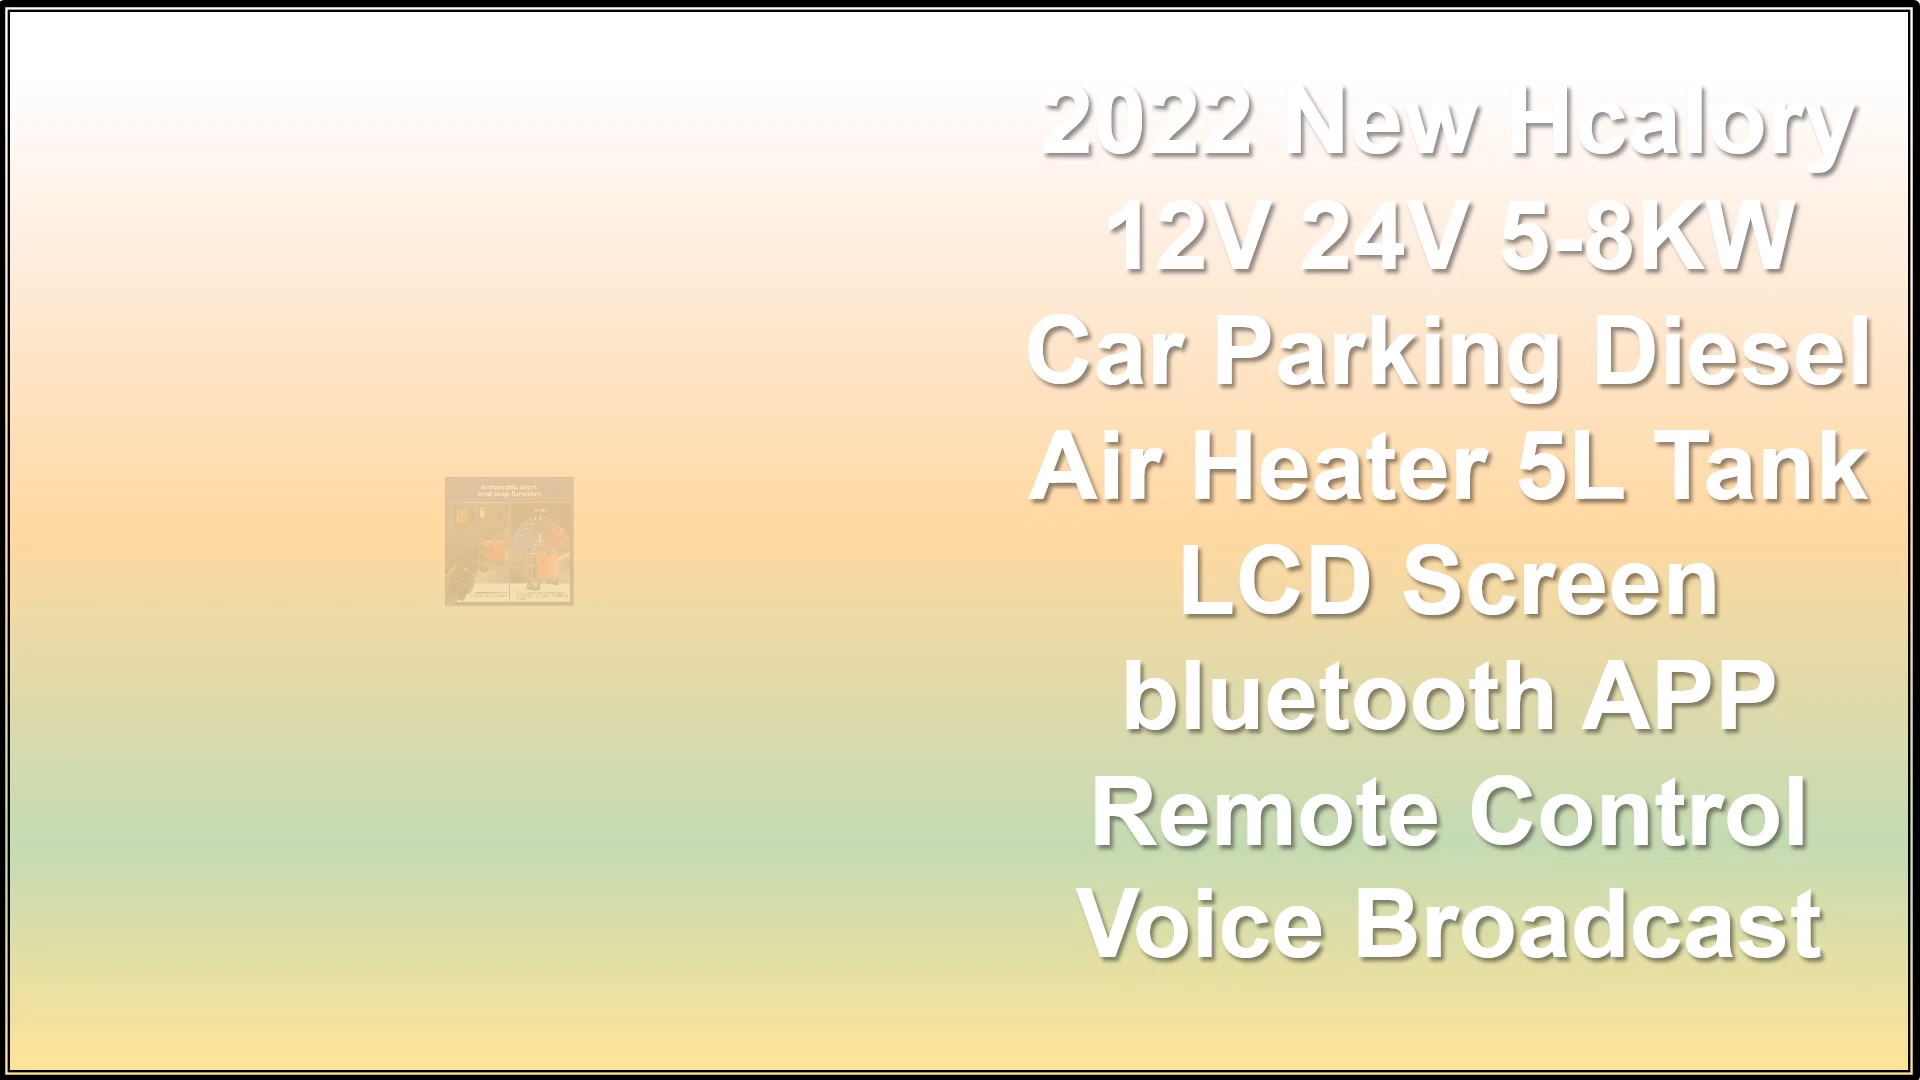 2022 New Hcalory
12V 24V 5-8KW
Car Parking Diesel
Air Heater 5L Tank
LCD Screen
bluetooth APP
Remote Control
Voice Broadcast
Automatic start
and stop function